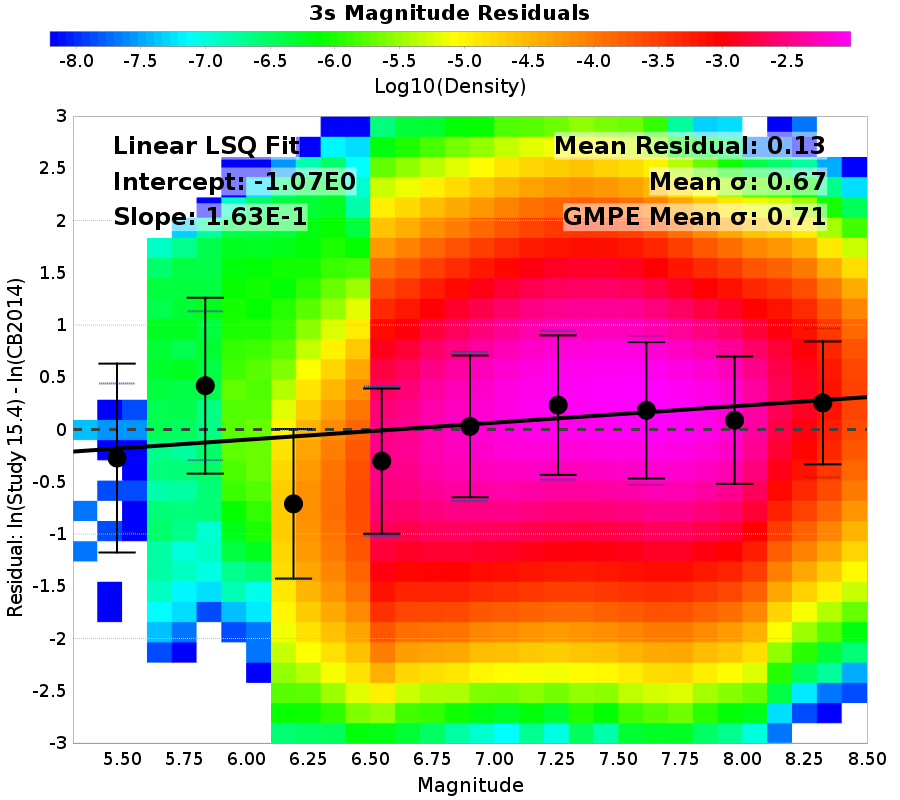 3s Magnitude Residuals
-8.0 -7.5 -7.0 -6.5 -6.0 -5.5 -5.0 -4.5 -4.0 -3.5 -3.0 -2.5
Log10(Density)
Linear LSQ Fit
Intercept: -1.07E0
Slope: 1.63E-1
Mean Residual: 0.13
Mean σ: 0.67
GMPE Mean σ: 0.71
Residual: ln(Study 15.4) - ln(CB2014)
3
2.5
2
1.5
1
0.5
0
-0.5
-1
-1.5
-2
-2.5
-3
5.50 5.75 6.00 6.25 6.50 6.75 7.00 7.25 7.50 7.75 8.00 8.25 8.50
Magnitude